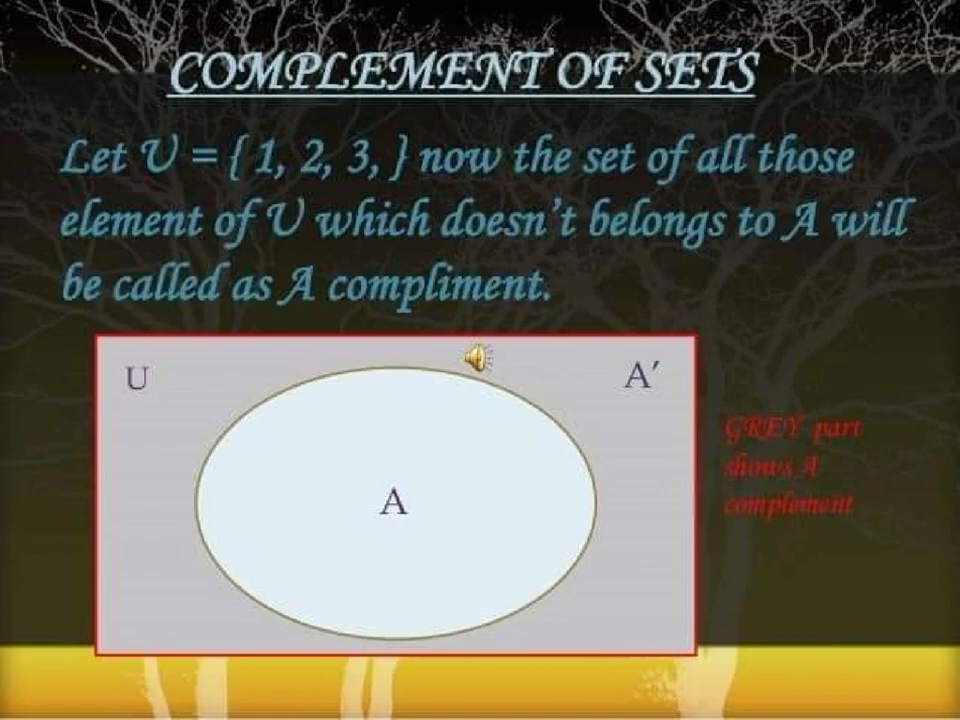 COMPLEMENT OF SETS
Let U = { 1, 2, 3, } now the set of all those
element of U which doesn't belongs to A will
be called as A compliment.
U
A′
A
GREY part
shows A
complement